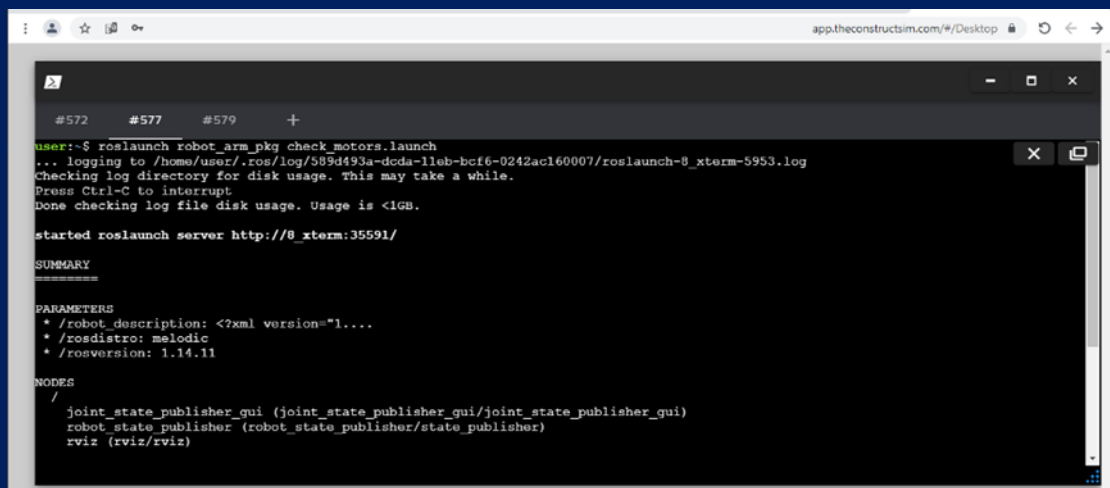 app.theconstructsim.com/#/Desktop
#572 #577 #579 +
user:~$ roslaunch robot_arm_pkg check_motors.launch
... logging to /home/user/.ros/log/589d493a-dcda-11eb-bcf6-0242ac160007/roslaunch-8_xterm-5953.log
Checking log directory for disk usage. This may take a while.
Press Ctrl-C to interrupt
Done checking log file disk usage. Usage is <1GB.
started roslaunch server http://8_xterm:35591/
SUMMARY
========
PARAMETERS
* /robot_description: <?xml version="1....
* /rosdistro: melodic
* /rosversion: 1.14.11
NODES
/
joint_state_publisher_gui (joint_state_publisher_gui/joint_state_publisher_gui)
robot_state_publisher (robot_state_publisher/state_publisher)
rviz (rviz/rviz)